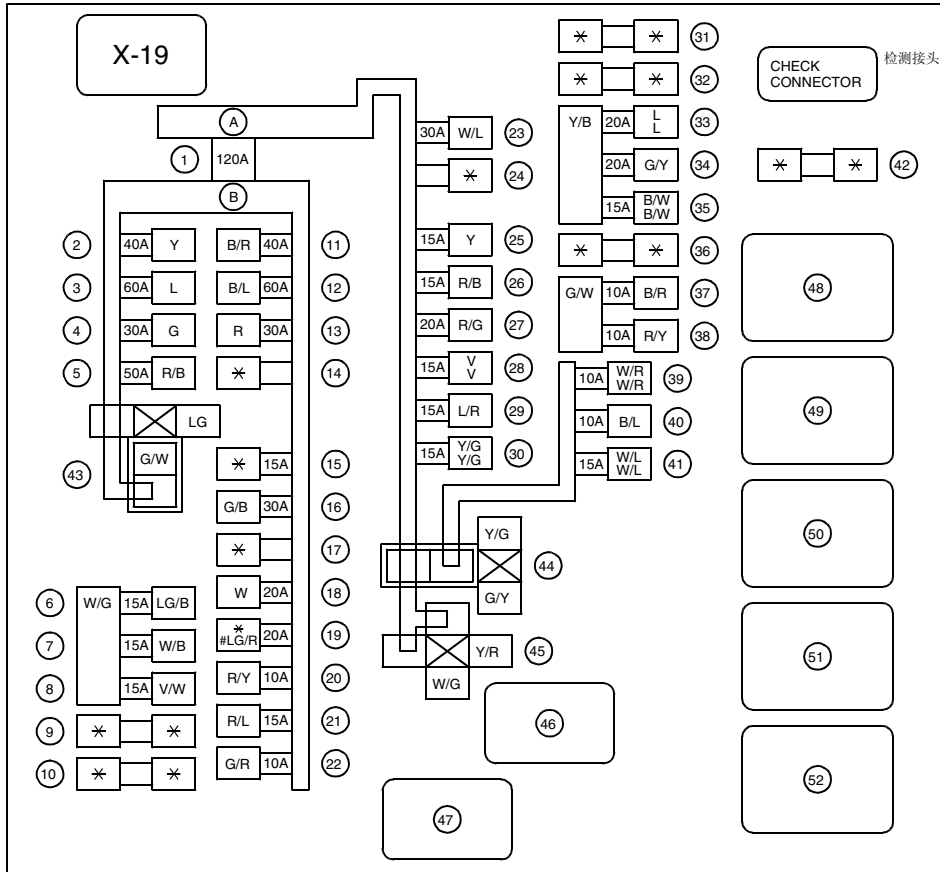 X-19
A
1
120A
B
2
40A
Y
B/R
40A
11
3
60A
L
B/L
60A
12
4
30A
G
R
30A
13
5
50A
R/B
*
14
LG
G/W
43
*
15A
15
G/B
30A
16
*
17
6
W/G
15A
LG/B
W
20A
18
7
15A
W/B
*
#LG/R
20A
19
8
15A
V/W
R/Y
10A
20
9
*
*
R/L
15A
21
10
*
*
G/R
10A
22
30A
W/L
23
*
24
15A
Y
25
15A
R/B
26
20A
R/G
27
15A
V
V
28
15A
L/R
29
15A
Y/G
Y/G
30
*
*
31
*
*
32
Y/B
20A
L
L
33
20A
G/Y
34
15A
B/W
B/W
35
*
*
36
G/W
10A
B/R
37
10A
R/Y
38
10A
W/R
W/R
39
10A
B/L
40
15A
W/L
W/L
41
Y/G
44
G/Y
Y/R
45
W/G
46
47
CHECK
CONNECTOR
检测接头
*
*
42
48
49
50
51
52